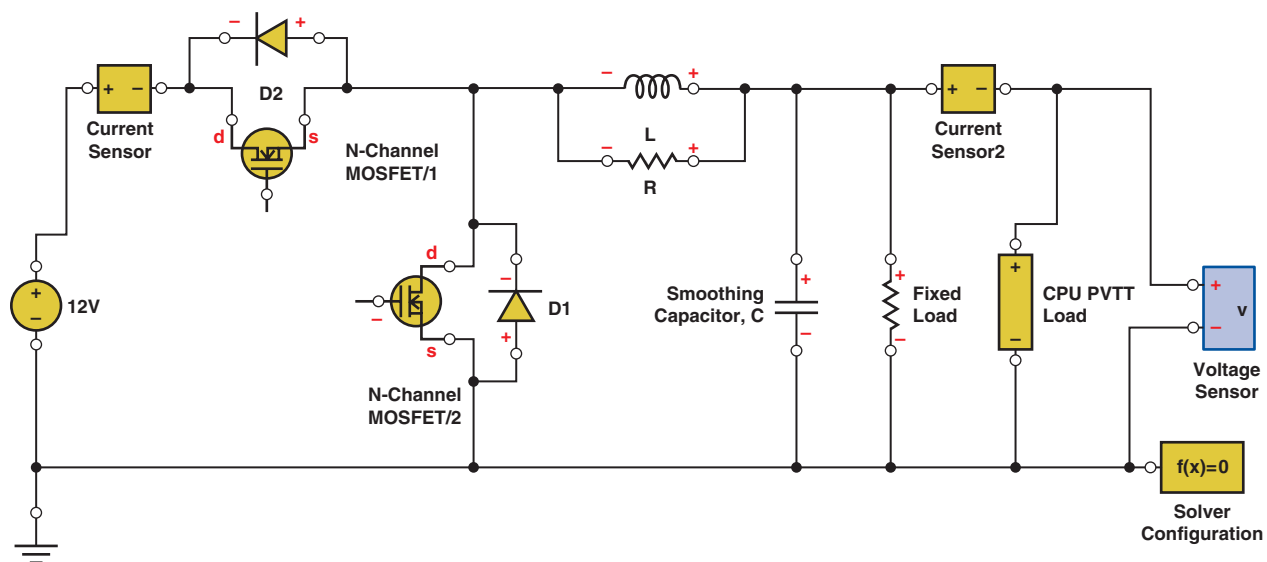 − +
D2
+ −
Current
Sensor
d s
N-Channel
MOSFET/1
− +
L
− +
R
+ −
Current
Sensor2
+
−
12V
d
−
−
D1
+
s
N-Channel
MOSFET/2
+
Smoothing
Capacitor, C
−
+
Fixed
Load
−
+
CPU PVTT
Load
−
+
v
−
Voltage
Sensor
f(x)=0
Solver
Configuration